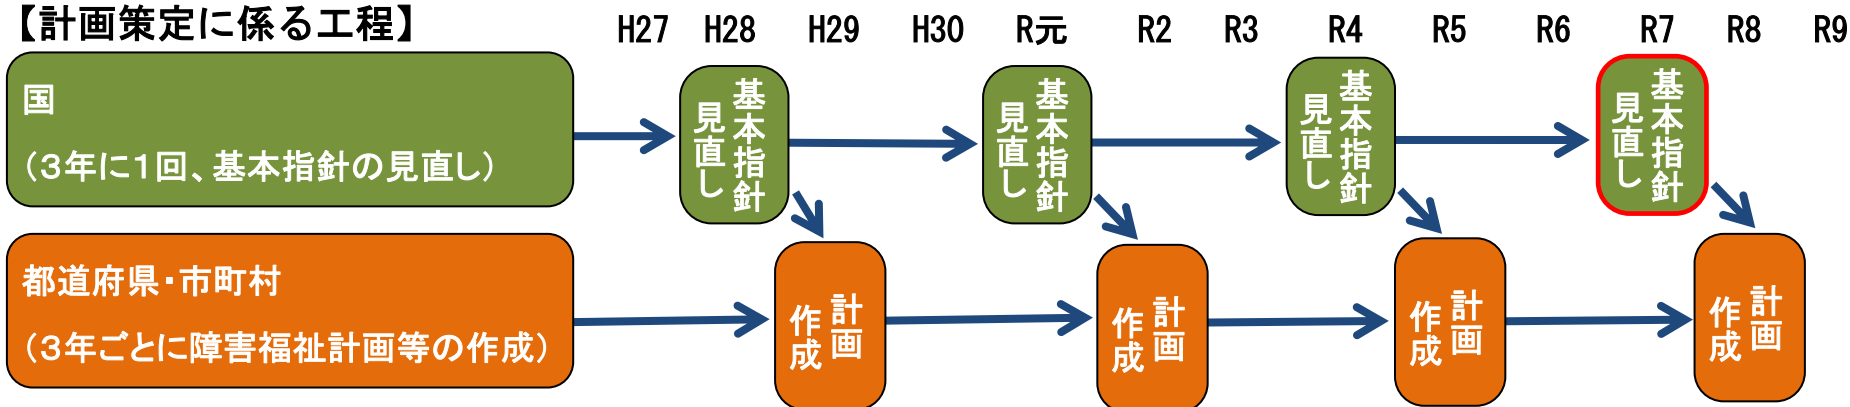 【計画策定に係る工程】
H27 H28 H29 H30 R元 R2 R3 R4 R5 R6 R7 R8 R9
国
（３年に１回、基本指針の見直し）
基本指針
見直し
基本指針
見直し
基本指針
見直し
基本指針
見直し
都道府県・市町村
（３年ごとに障害福祉計画等の作成）
計画
作成
計画
作成
計画
作成
計画
作成